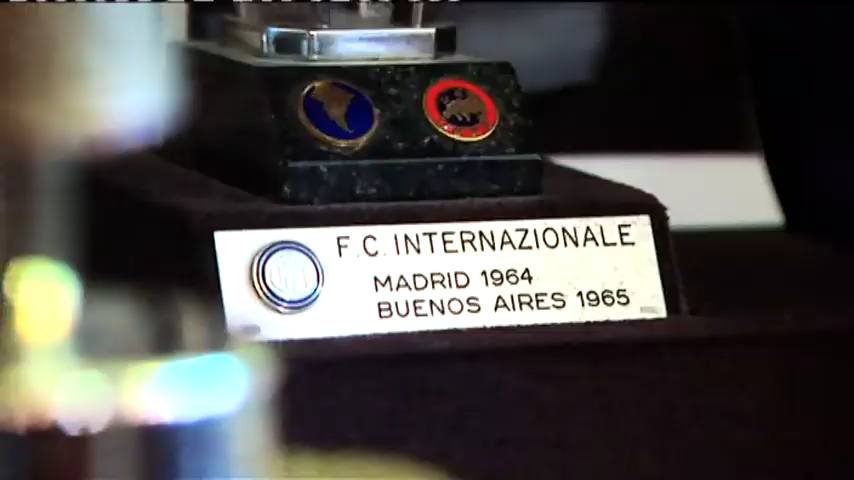 F.C. INTERNAZIONALE
MADRID 1964
BUENOS AIRES 1965